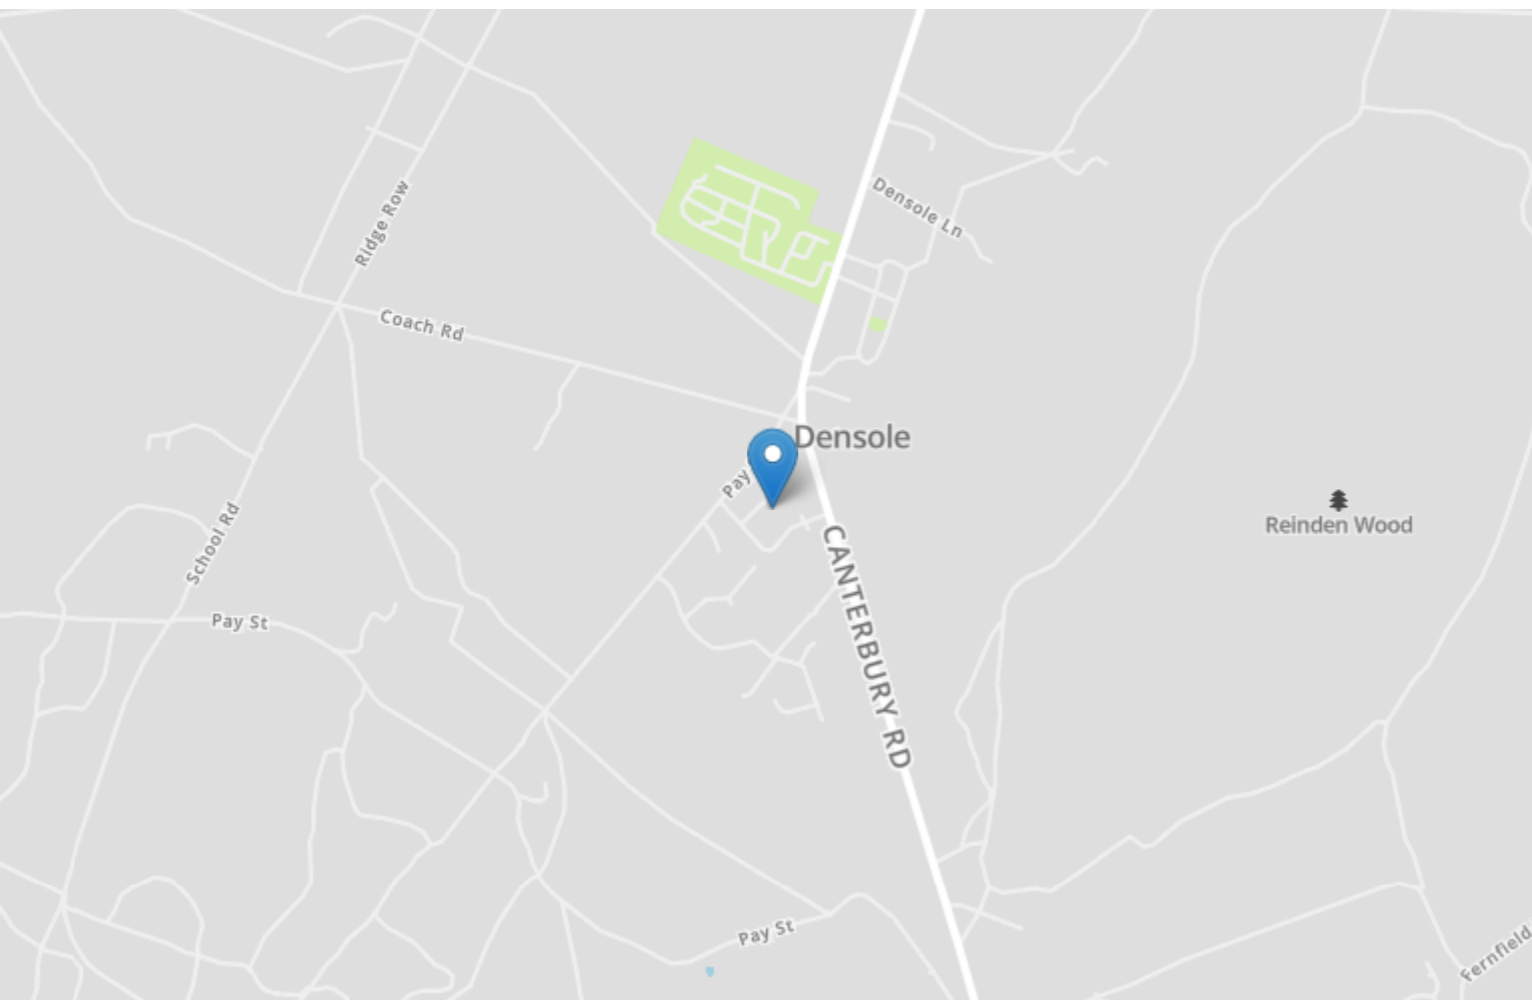 Ridge Row
Densole Ln
Coach Rd
Densole
Pay
Reinden Wood
School Rd
CANTERBURY RD
Pay St
Pay St
Fernfield